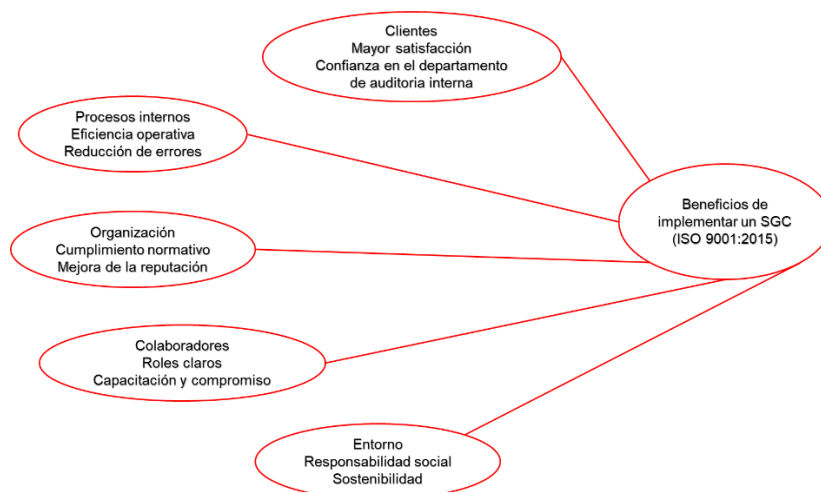 Clientes
Mayor satisfacción
Confianza en el departamento
de auditoria interna
Procesos internos
Eficiencia operativa
Reducción de errores
Beneficios de
implementar un SGC
(ISO 9001:2015)
Organización
Cumplimiento normativo
Mejora de la reputación
Colaboradores
Roles claros
Capacitación y compromiso
Entorno
Responsabilidad social
Sostenibilidad